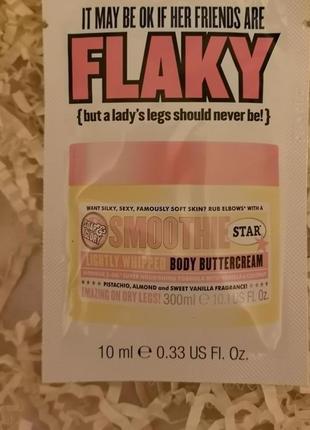 IT MAY BE OK IF HER FRIENDS ARE
FLAKY
{but a lady's legs should never be!}
WANT SILKY, SEXY, FAMOUSLY SOFT SKIN? RUB ELBOWS WITH A
SOAP & GLORY
SMOOTHIE STAR
LIGHTLY WHIPPED BODY BUTTERCREAM
PISTACHIO, ALMOND and SWEET VANILLA FRAGRANCE!
AMAZING ON DRY LEGS! 300ml e 10.1 US Fl. Oz.
10 ml e 0.33 US Fl. Oz.